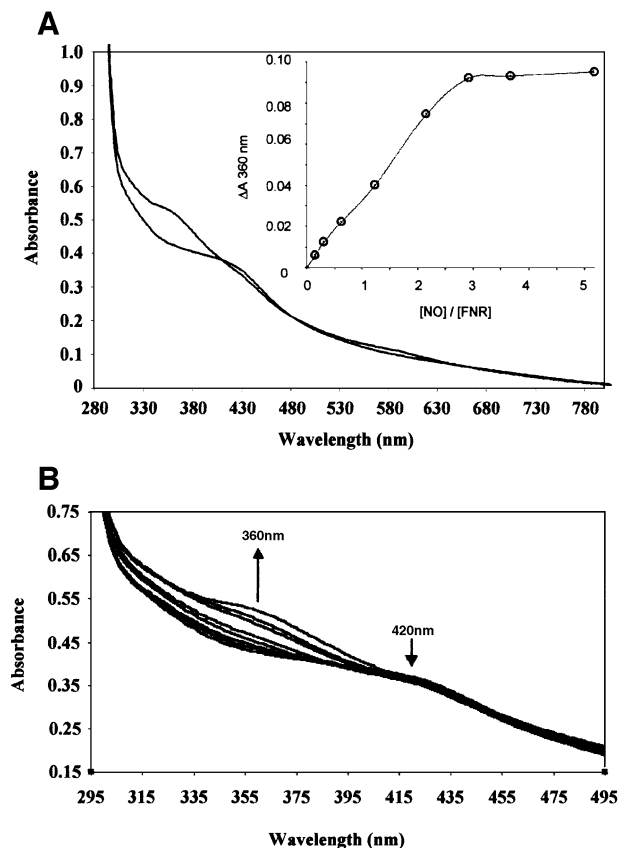 A
1.0
0.9
0.8
0.7
0.6
0.5
0.4
0.3
0.2
0.1
0
Absorbance
280 330 380 430 480 530 580 630 680 730 780
Wavelength (nm)
0.10
0.08
0.04
0.02
0
ΔA 360 nm
0 1 2 3 4 5
[NO] / [FNR]
B
0.75
0.65
0.55
0.45
0.35
0.15
Absorbance
360nm
420nm
295 315 335 355 375 395 415 435 455 475 495
Wavelength (nm)